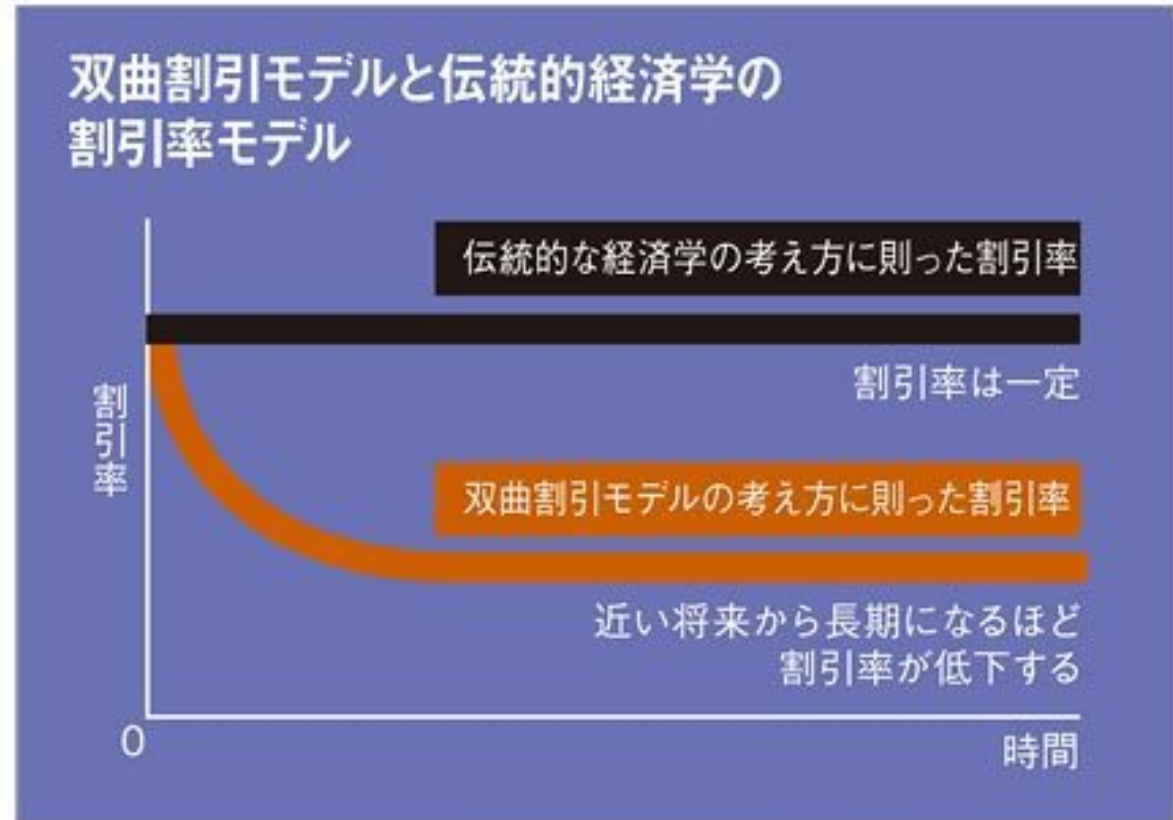 双曲割引モデルと伝統的経済学の
割引率モデル
伝統的な経済学の考え方に則った割引率
割引率は一定
割引率
双曲割引モデルの考え方に則った割引率
近い将来から長期になるほど
割引率が低下する
0
時間